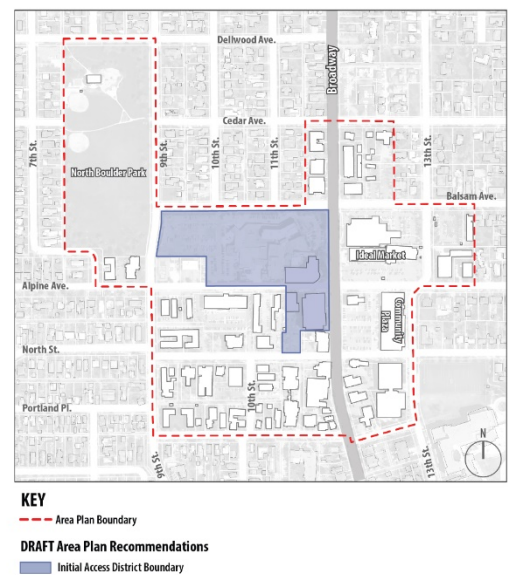 Dellwood Ave.
Broadway
Cedar Ave.
7th St.
9th St.
10th St.
11th St.
13th St.
North Boulder Park
Balsam Ave.
Ideal Market
Alpine Ave.
Community
Plaza
North St.
10th St.
Portland Pl.
9th St.
13th St.
N
KEY
Area Plan Boundary
DRAFT Area Plan Recommendations
Initial Access District Boundary